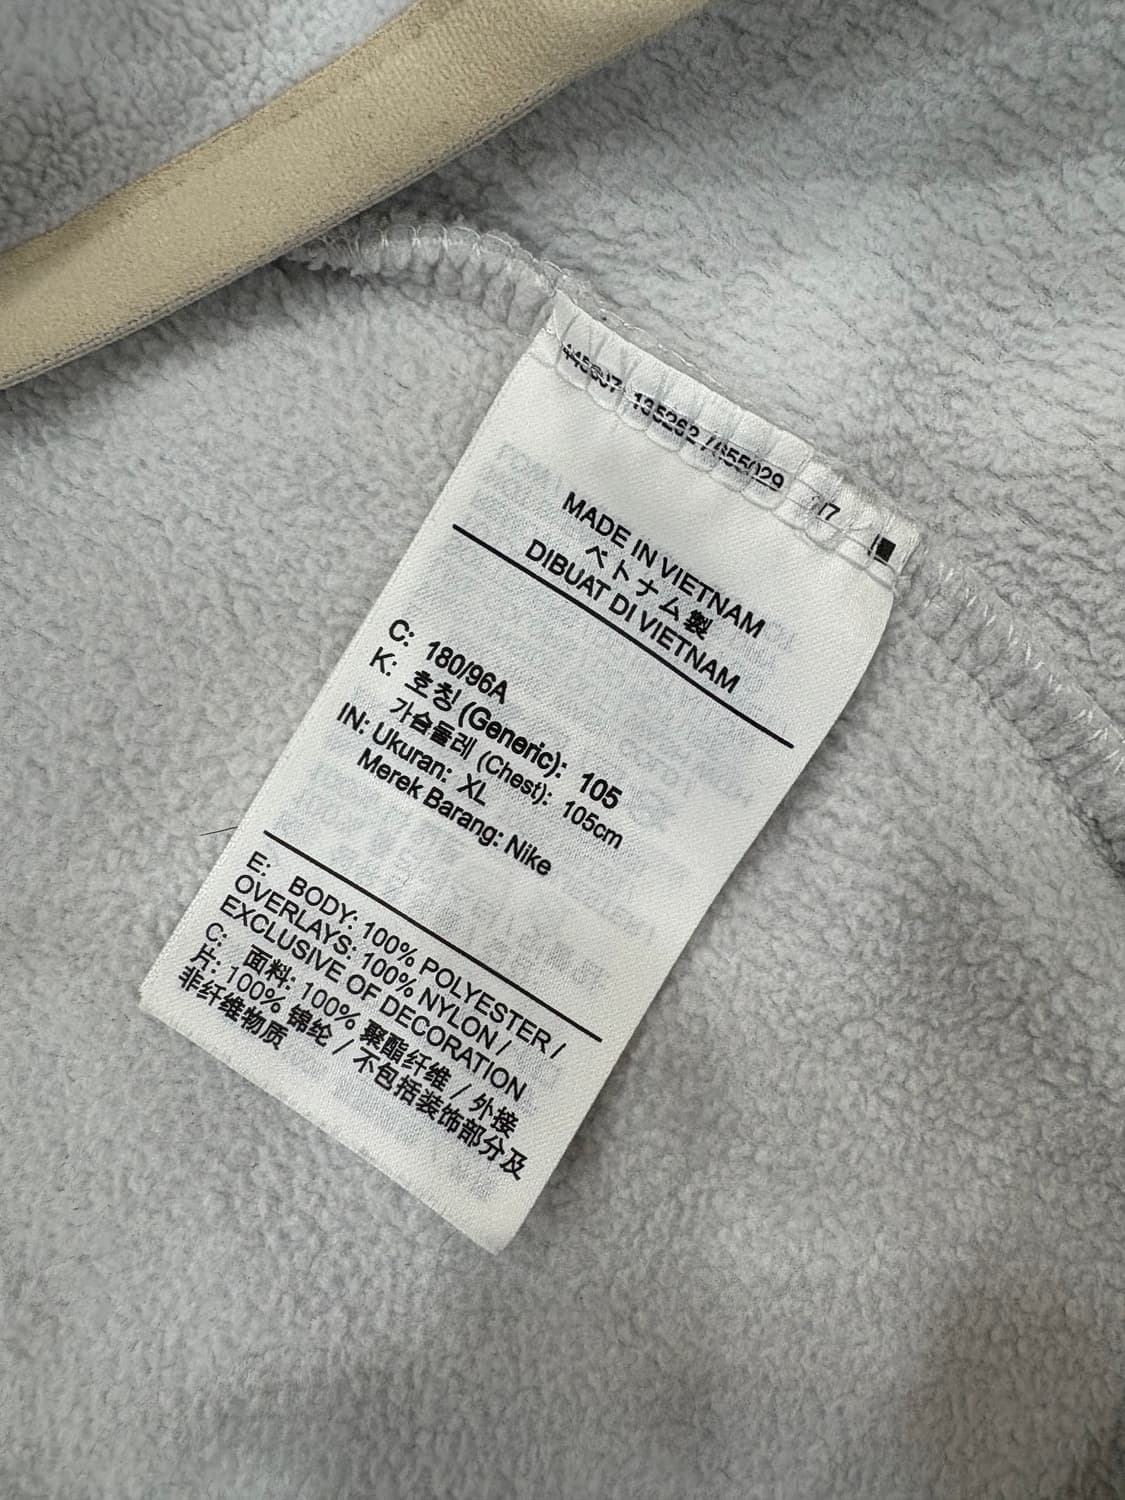 MADE IN VIETNAM
ベトナム製
DIBUAT DI VIETNAM
C: 180/96A
K: 호칭 (Generic): 105
가슴둘레 (Chest): 105cm
IN: Ukuran: XL
Merek Barang: Nike
E: BODY: 100% POLYESTER /
OVERLAYS: 100% NYLON /
EXCLUSIVE OF DECORATION
C: 面料: 100% 聚酯纤维 / 外接
片: 100% 锦纶 / 不包括装饰部分及
非纤维物质